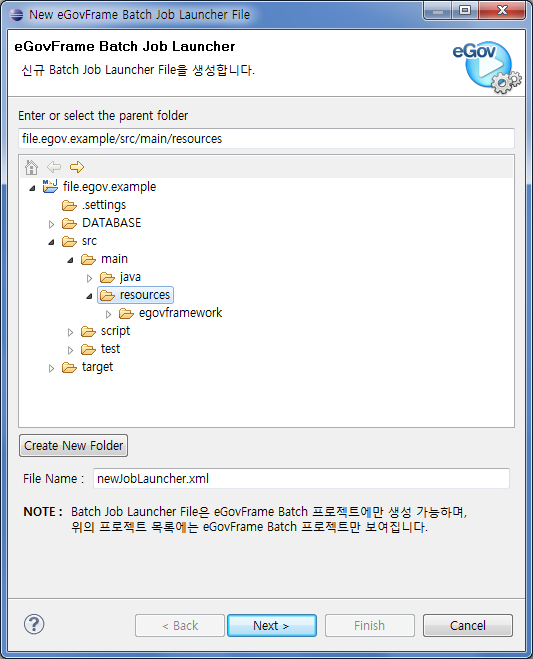 New eGovFrame Batch Job Launcher File
eGovFrame Batch Job Launcher
신규 Batch Job Launcher File을 생성합니다.
eGov
Enter or select the parent folder
file.egov.example/src/main/resources
file.egov.example
.settings
DATABASE
src
main
java
resources
egovframework
script
test
target
Create New Folder
File Name :
newJobLauncher.xml
NOTE : Batch Job Launcher File은 eGovFrame Batch 프로젝트에만 생성 가능하며,
위의 프로젝트 목록에는 eGovFrame Batch 프로젝트만 보여집니다.
?
< Back
Next >
Finish
Cancel